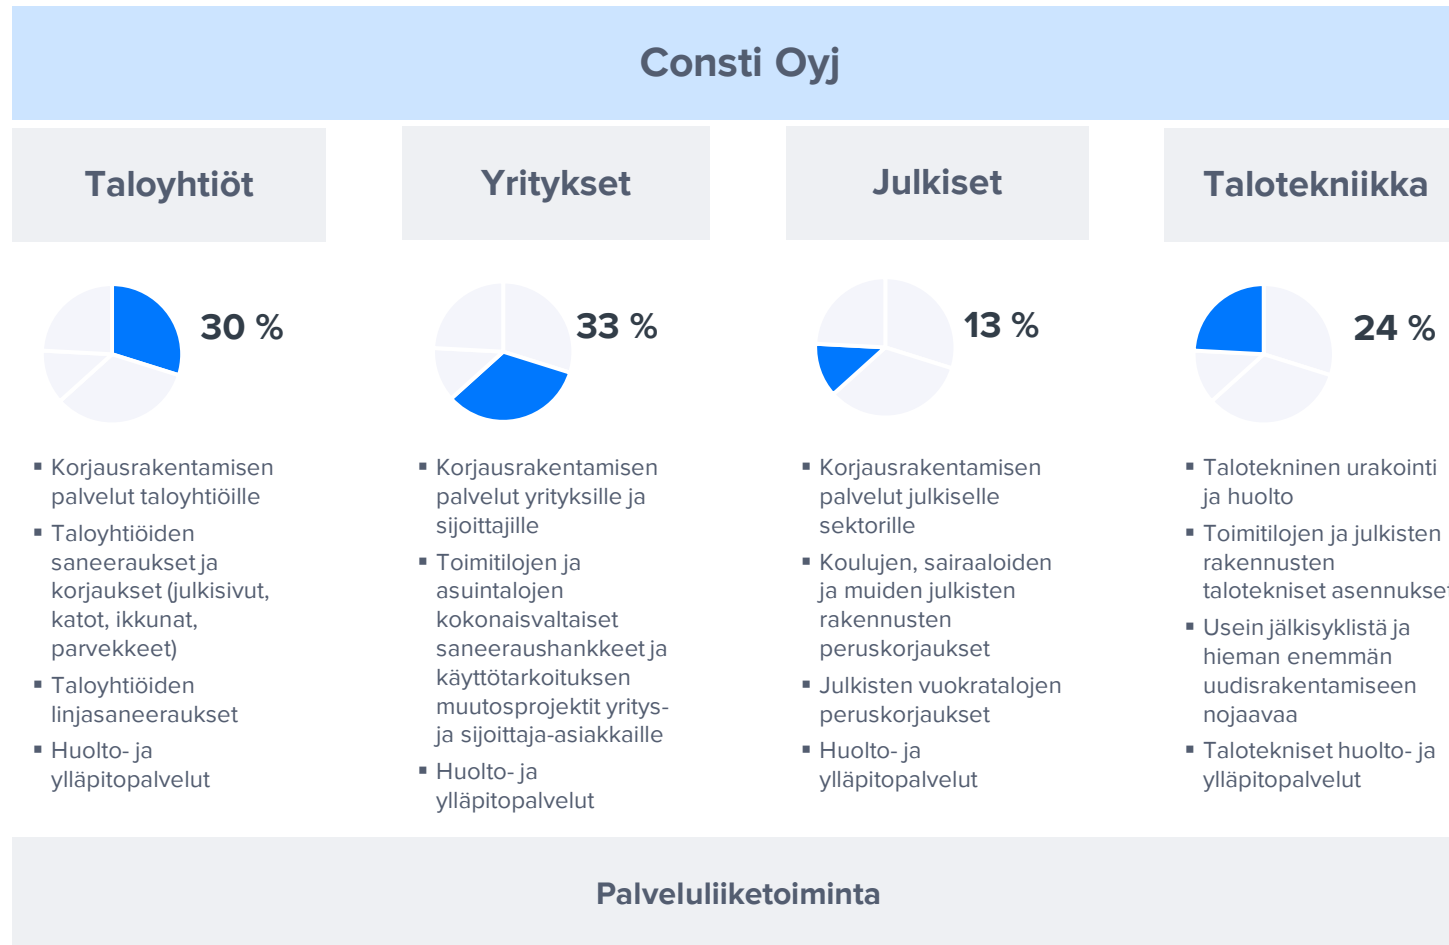 Consti Oyj
Taloyhtiöt
Yritykset
Julkiset
Talotekniikka
30 %
33 %
13 %
24 %
▪ Korjausrakentamisen
palvelut taloyhtiöille
▪ Taloyhtiöiden
saneeraukset ja
korjaukset (julkisivut,
katot, ikkunat,
parvekkeet)
▪ Taloyhtiöiden
linjasaneeraukset
▪ Huolto- ja
ylläpitopalvelut
▪ Korjausrakentamisen
palvelut yrityksille ja
sijoittajille
▪ Toimitilojen ja
asuintalojen
kokonaisvaltaiset
saneeraushankkeet ja
käyttötarkoituksen
muutosprojektit yritys-
ja sijoittaja-asiakkaille
▪ Huolto- ja
ylläpitopalvelut
▪ Korjausrakentamisen
palvelut julkiselle
sektorille
▪ Koulujen, sairaaloiden
ja muiden julkisten
rakennusten
peruskorjaukset
▪ Julkisten vuokratalojen
peruskorjaukset
▪ Huolto- ja
ylläpitopalvelut
▪ Talotekninen urakointi
ja huolto
▪ Toimitilojen ja julkisten
rakennusten
talotekniset asennukset
▪ Usein jälkisyklistä ja
hieman enemmän
uudisrakentamiseen
nojaavaa
▪ Talotekniset huolto- ja
ylläpitopalvelut
Palveluliiketoiminta